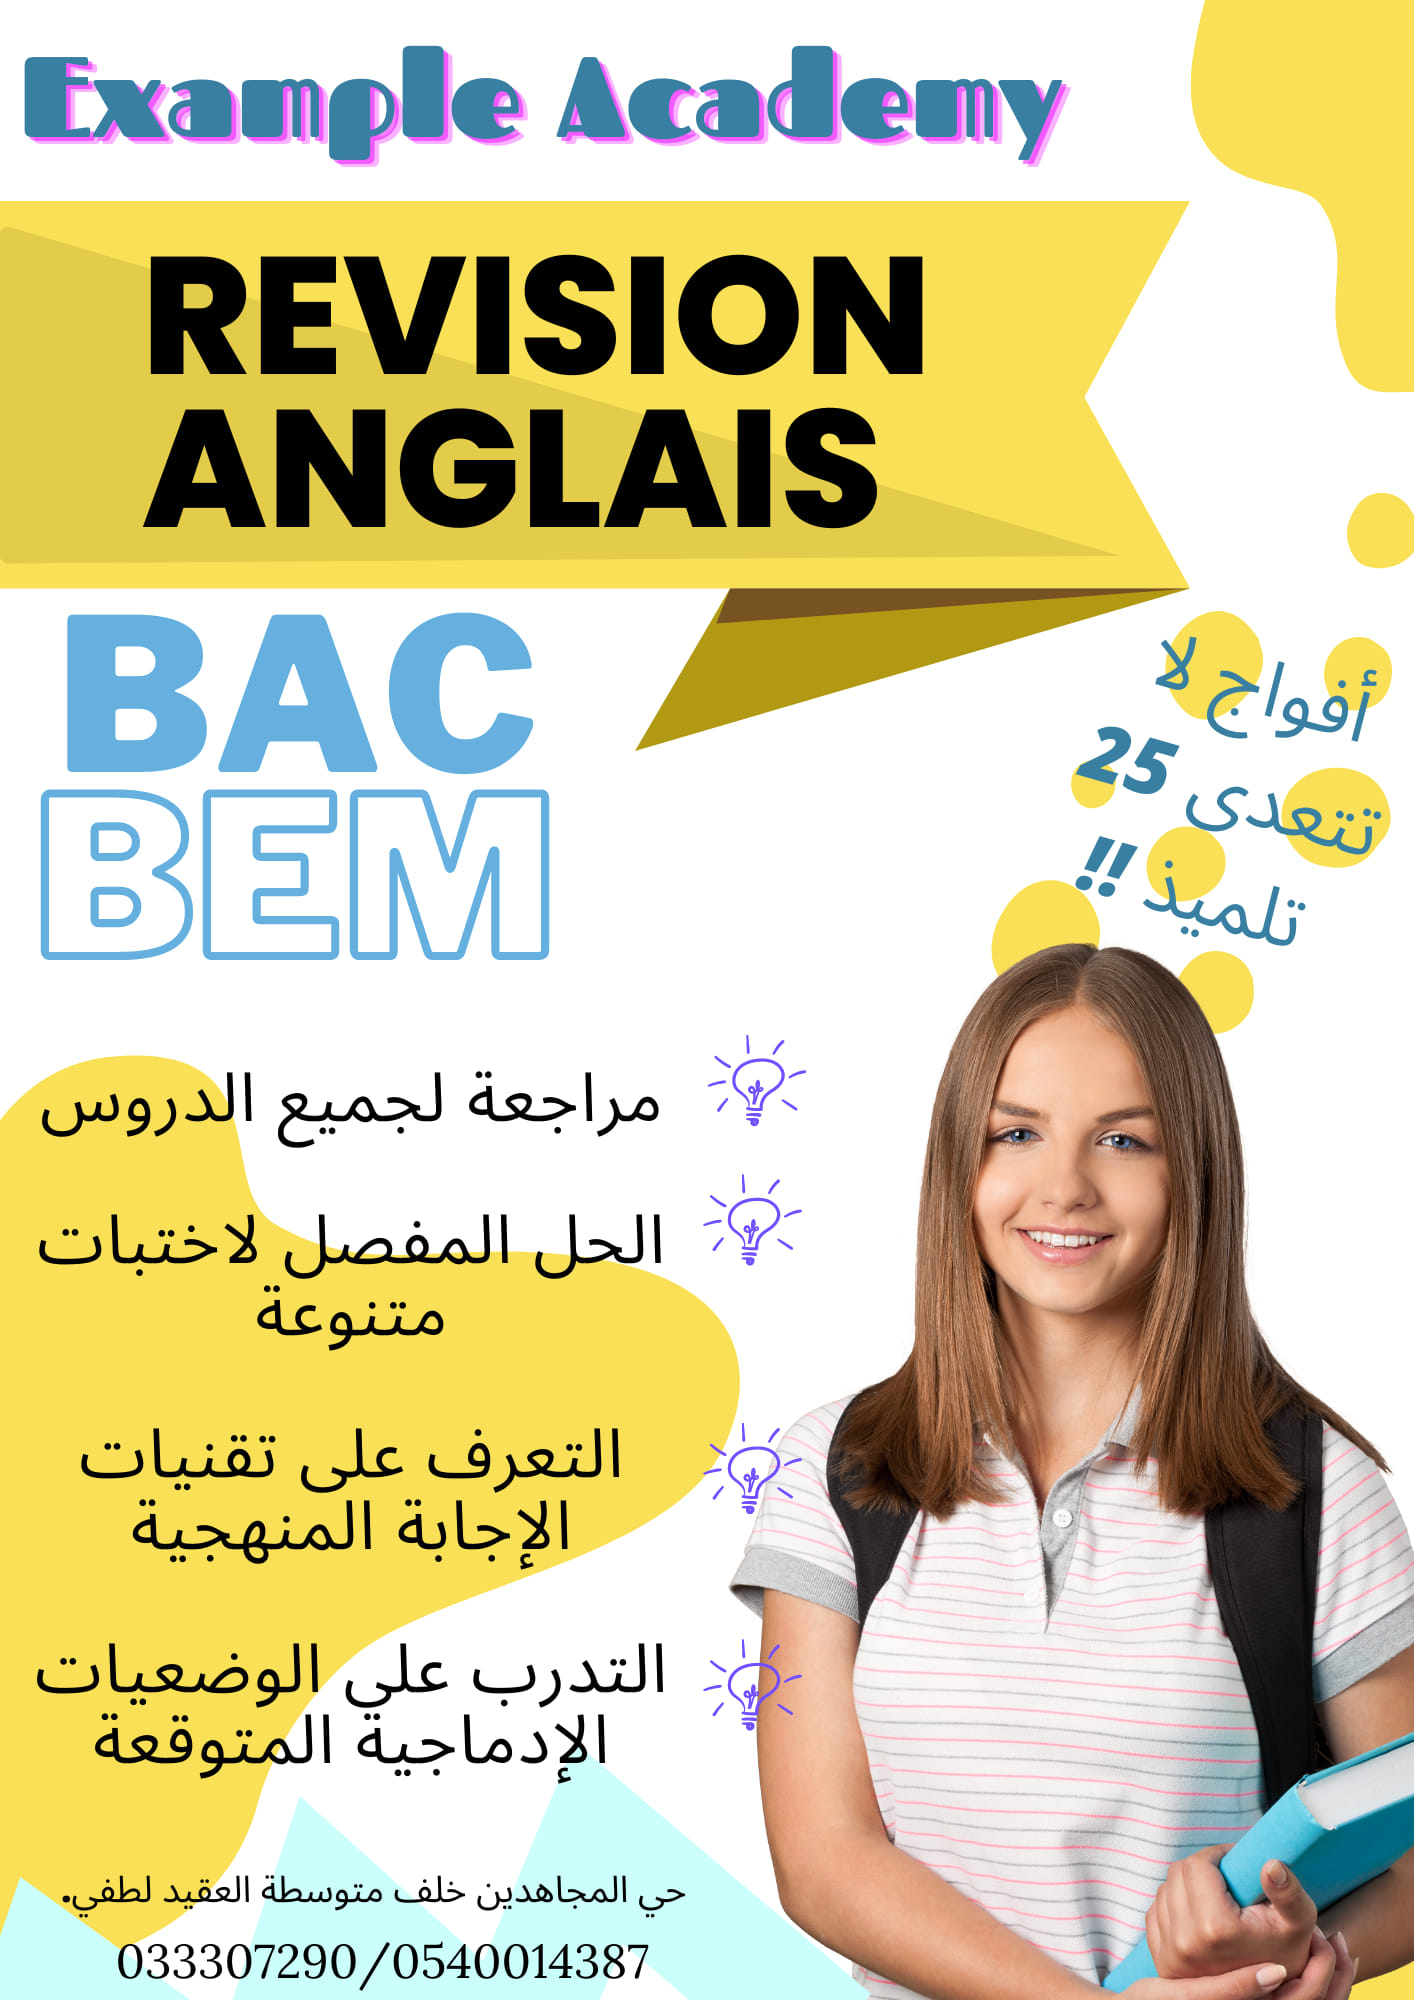 Example Academy
REVISION
ANGLAIS
BAC
BEM
أفواج لا
تتعدى 25
تلميذ !!
مراجعة لجميع الدروس
الحل المفصل لاختبات
متنوعة
التعرف على تقنيات
الإجابة المنهجية
التدرب على الوضعيات
الإدماجية المتوقعة
حي المجاهدين خلف متوسطة العقيد لطفي.
033307290/0540014387